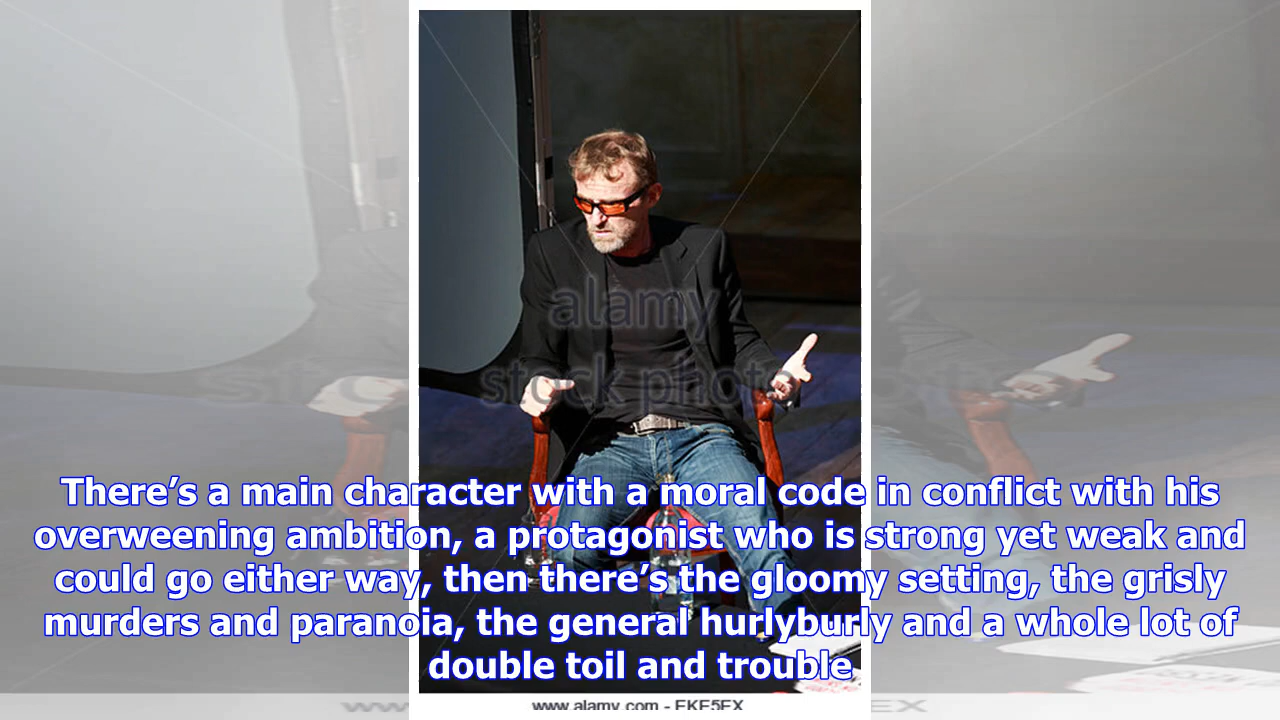 alamy
stock photo
There’s a main character with a moral code in conflict with his
overweening ambition, a protagonist who is strong yet weak and
could go either way, then there’s the gloomy setting, the grisly
murders and paranoia, the general hurlyburly and a whole lot of
double toil and trouble
www.alamy.com - EKE5EX